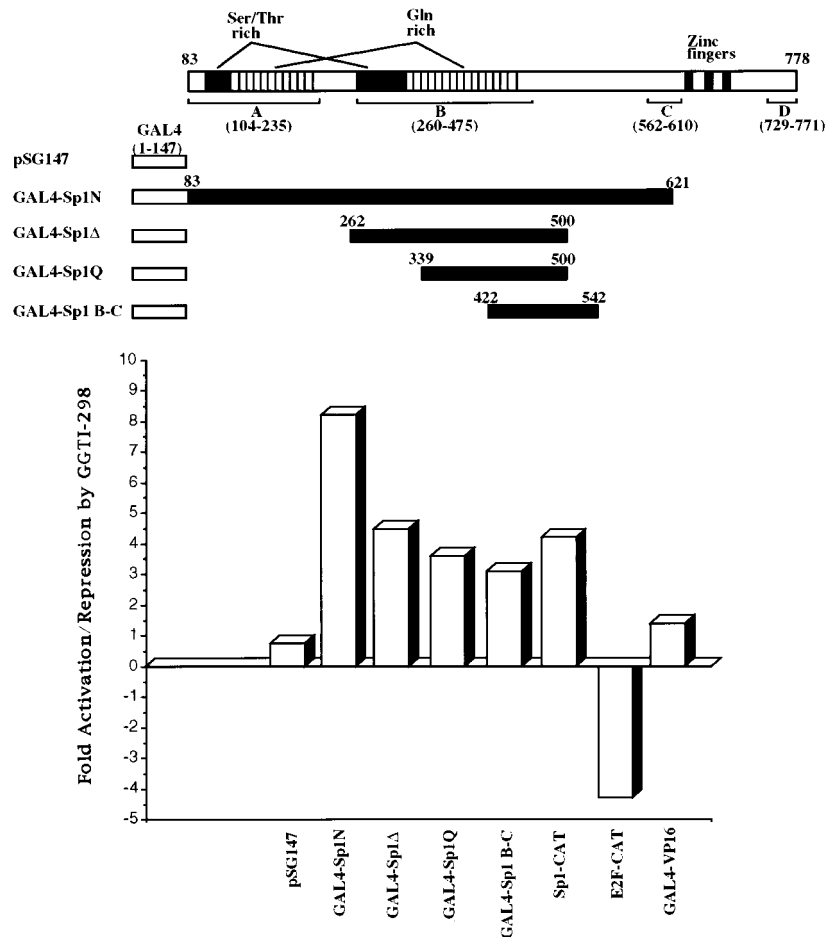 Ser/Thr
rich
Gln
rich
83
Zinc
fingers
778
A
(104-235)
B
(260-475)
C
(562-610)
D
(729-771)
GAL4
(1-147)
pSG147
GAL4-Sp1N
83
621
GAL4-Sp1Δ
262
500
GAL4-Sp1Q
339
500
GAL4-Sp1 B-C
422
542
Fold Activation/Repression by GGTI-298
10
9
8
7
6
5
4
3
2
1
0
-1
-2
-3
-4
-5
pSG147
GAL4-Sp1N
GAL4-Sp1Δ
GAL4-Sp1Q
GAL4-Sp1 B-C
Sp1-CAT
E2F-CAT
GAL4-VP16